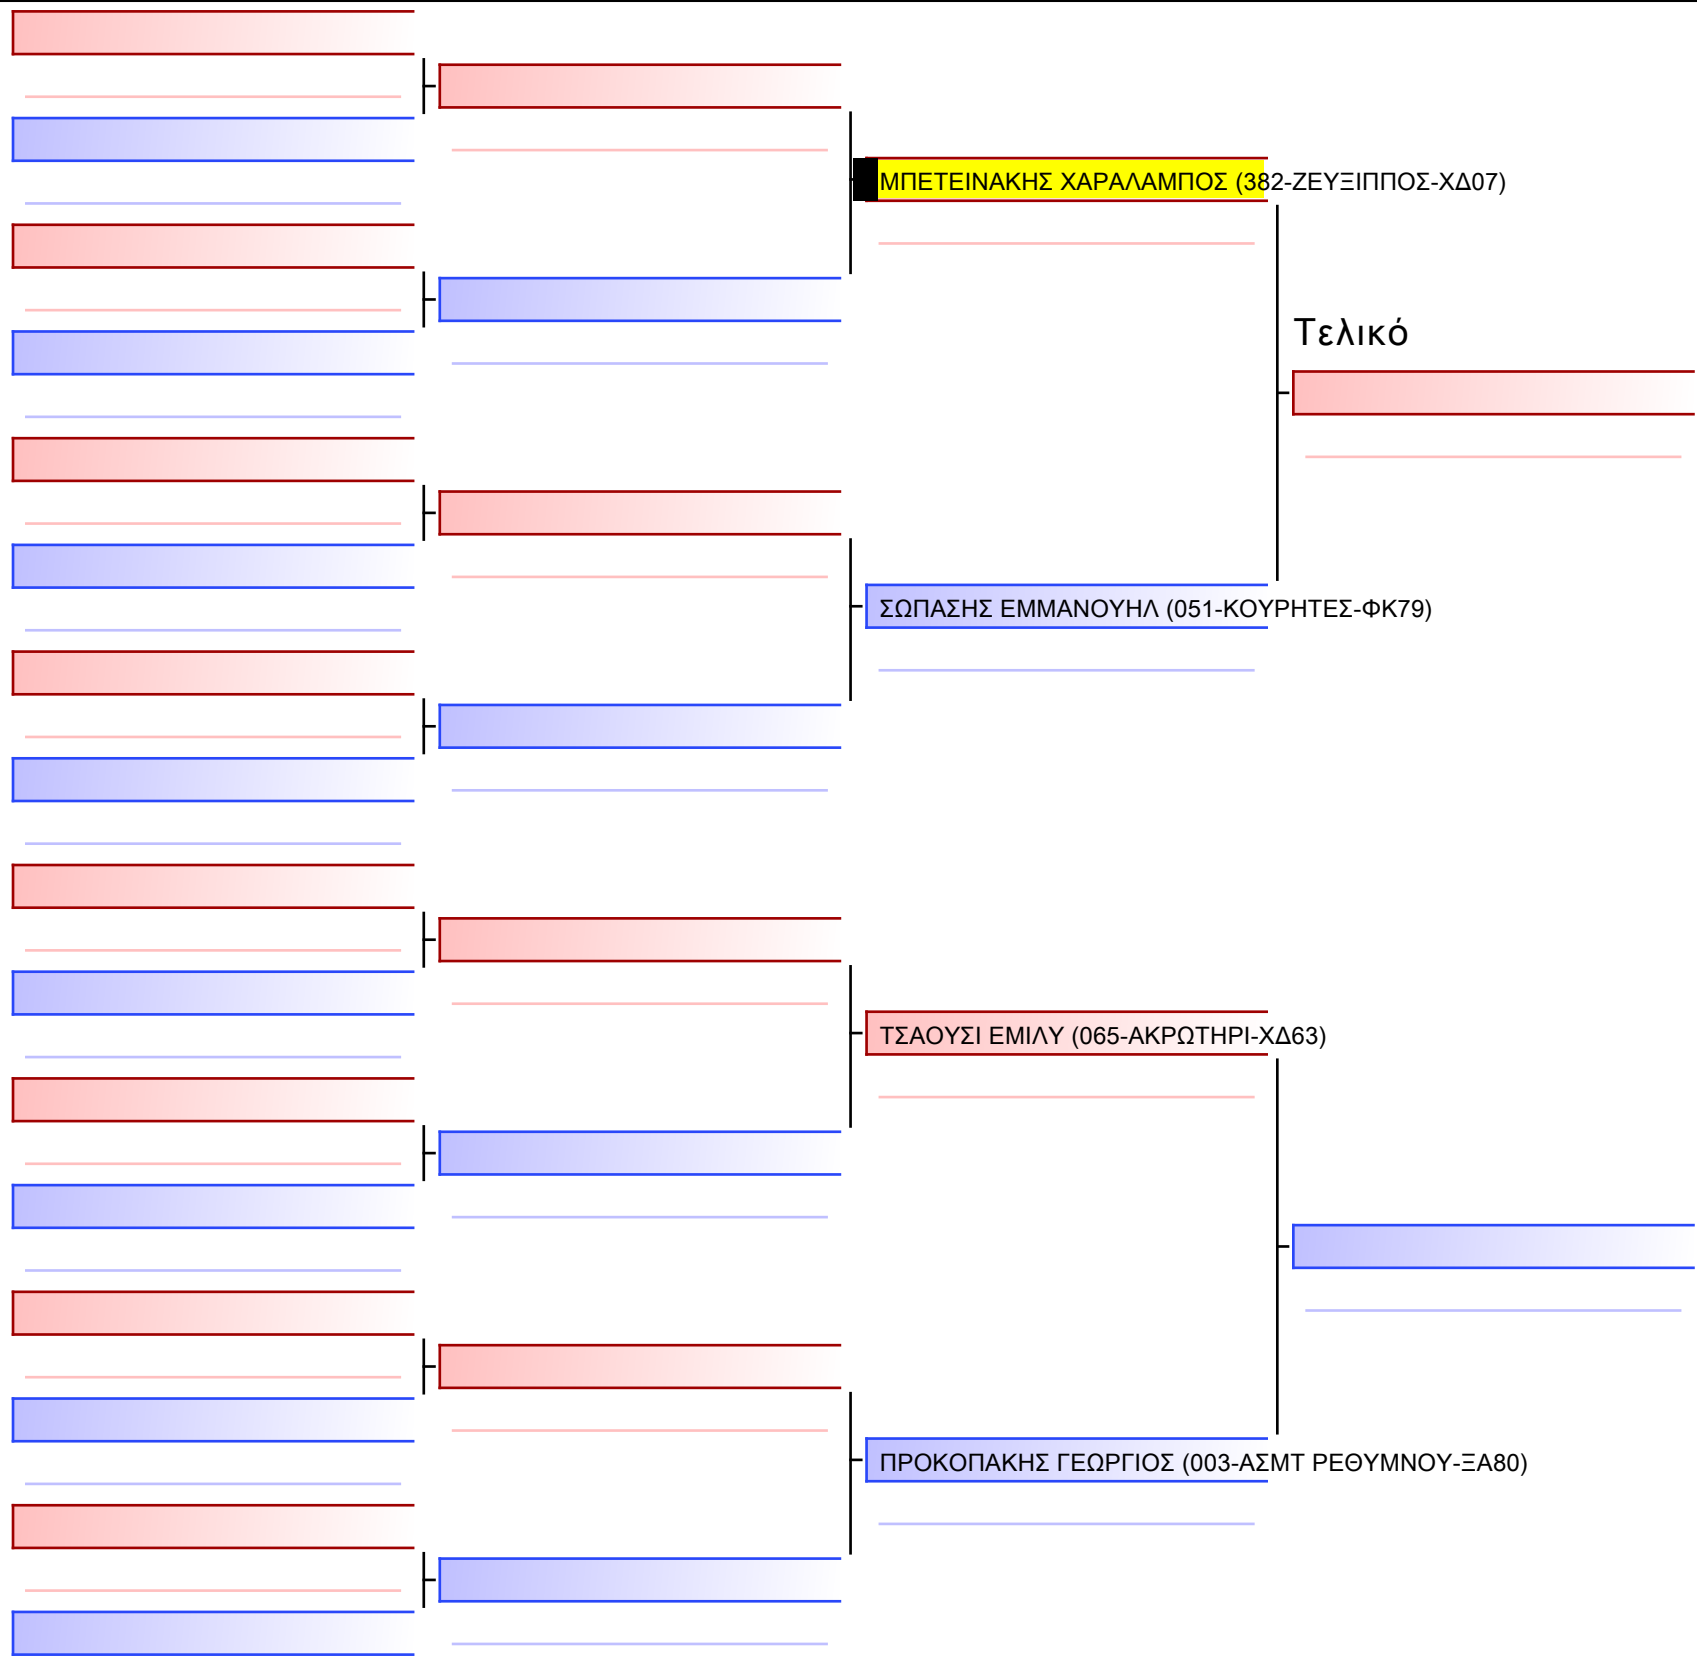 ΜΠΕΤΕΙΝΑΚΗΣ ΧΑΡΑΛΑΜΠΟΣ (382-ΖΕΥΞΙΠΠΟΣ-ΧΔ07)
Τελικό
ΣΩΠΑΣΗΣ ΕΜΜΑΝΟΥΗΛ (051-ΚΟΥΡΗΤΕΣ-ΦΚ79)
ΤΣΑΟΥΣΙ ΕΜΙΛΥ (065-ΑΚΡΩΤΗΡΙ-ΧΔ63)
ΠΡΟΚΟΠΑΚΗΣ ΓΕΩΡΓΙΟΣ (003-ΑΣΜΤ ΡΕΘΥΜΝΟΥ-ΞΑ80)